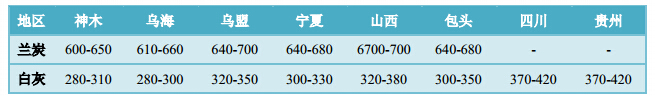 地区 神木 乌海 乌盟 宁夏 山西 包头 四川 贵州
兰炭 600-650 610-660 640-700 640-680 6700-700 640-680 - -
白灰 280-310 280-300 320-350 300-330 320-380 300-350 370-420 370-420